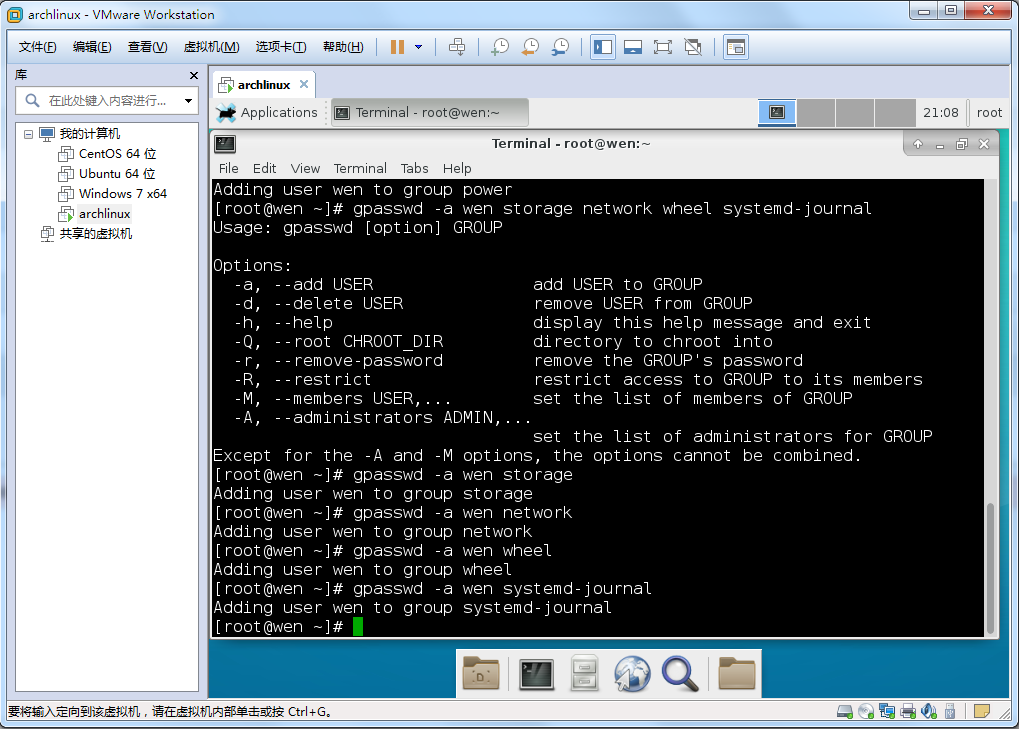 archlinux - VMware Workstation
文件(F) 编辑(E) 查看(V) 虚拟机(M) 选项卡(T) 帮助(H)
库
在此处键入内容进行...
我的计算机
CentOS 64 位
Ubuntu 64 位
Windows 7 x64
archlinux
共享的虚拟机
archlinux
Applications Terminal - root@wen:~ 21:08 root
Terminal - root@wen:~
File Edit View Terminal Tabs Help
Adding user wen to group power
[root@wen ~]# gpasswd -a wen storage network wheel systemd-journal
Usage: gpasswd [option] GROUP
Options:
-a, --add USER add USER to GROUP
-d, --delete USER remove USER from GROUP
-h, --help display this help message and exit
-Q, --root CHROOT_DIR directory to chroot into
-r, --remove-password remove the GROUP's password
-R, --restrict restrict access to GROUP to its members
-M, --members USER,... set the list of members of GROUP
-A, --administrators ADMIN,...
set the list of administrators for GROUP
Except for the -A and -M options, the options cannot be combined.
[root@wen ~]# gpasswd -a wen storage
Adding user wen to group storage
[root@wen ~]# gpasswd -a wen network
Adding user wen to group network
[root@wen ~]# gpasswd -a wen wheel
Adding user wen to group wheel
[root@wen ~]# gpasswd -a wen systemd-journal
Adding user wen to group systemd-journal
[root@wen ~]#
要将输入定向到该虚拟机，请在虚拟机内部单击或按 Ctrl+G。